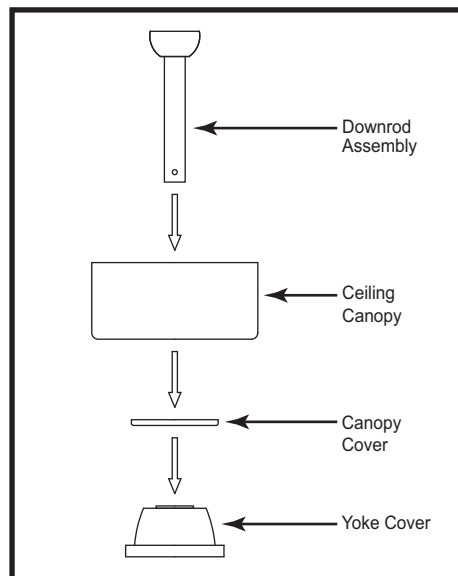 Downrod
Assembly
Ceiling
Canopy
Canopy
Cover
Yoke Cover